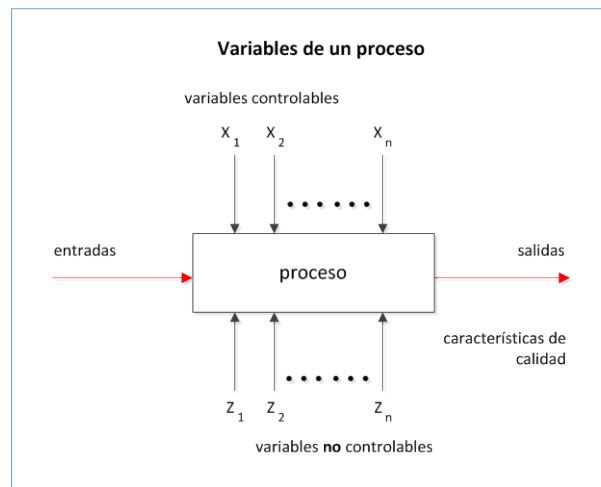 Variables de un proceso
variables controlables
X1 X2 Xn
entradas
proceso
salidas
características de
calidad
Z1 Z2 Zn
variables no controlables